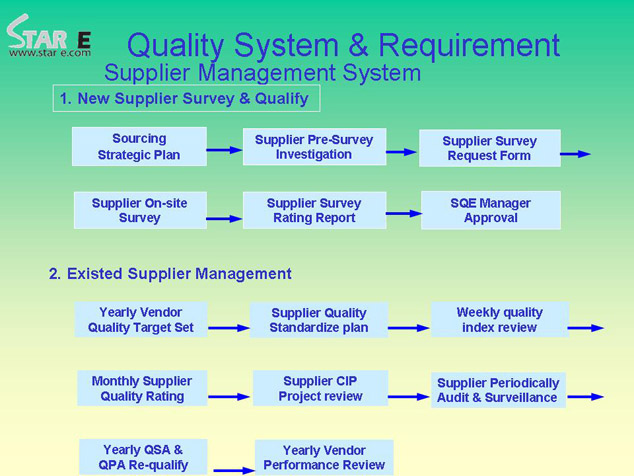 STAR E
www.star e.com
Quality System & Requirement
Supplier Management System
1. New Supplier Survey & Qualify
Sourcing
Strategic Plan
Supplier Pre-Survey
Investigation
Supplier Survey
Request Form
Supplier On-site
Survey
Supplier Survey
Rating Report
SQE Manager
Approval
2. Existed Supplier Management
Yearly Vendor
Quality Target Set
Supplier Quality
Standardize plan
Weekly quality
index review
Monthly Supplier
Quality Rating
Supplier CIP
Project review
Supplier Periodically
Audit & Surveillance
Yearly QSA &
QPA Re-qualify
Yearly Vendor
Performance Review